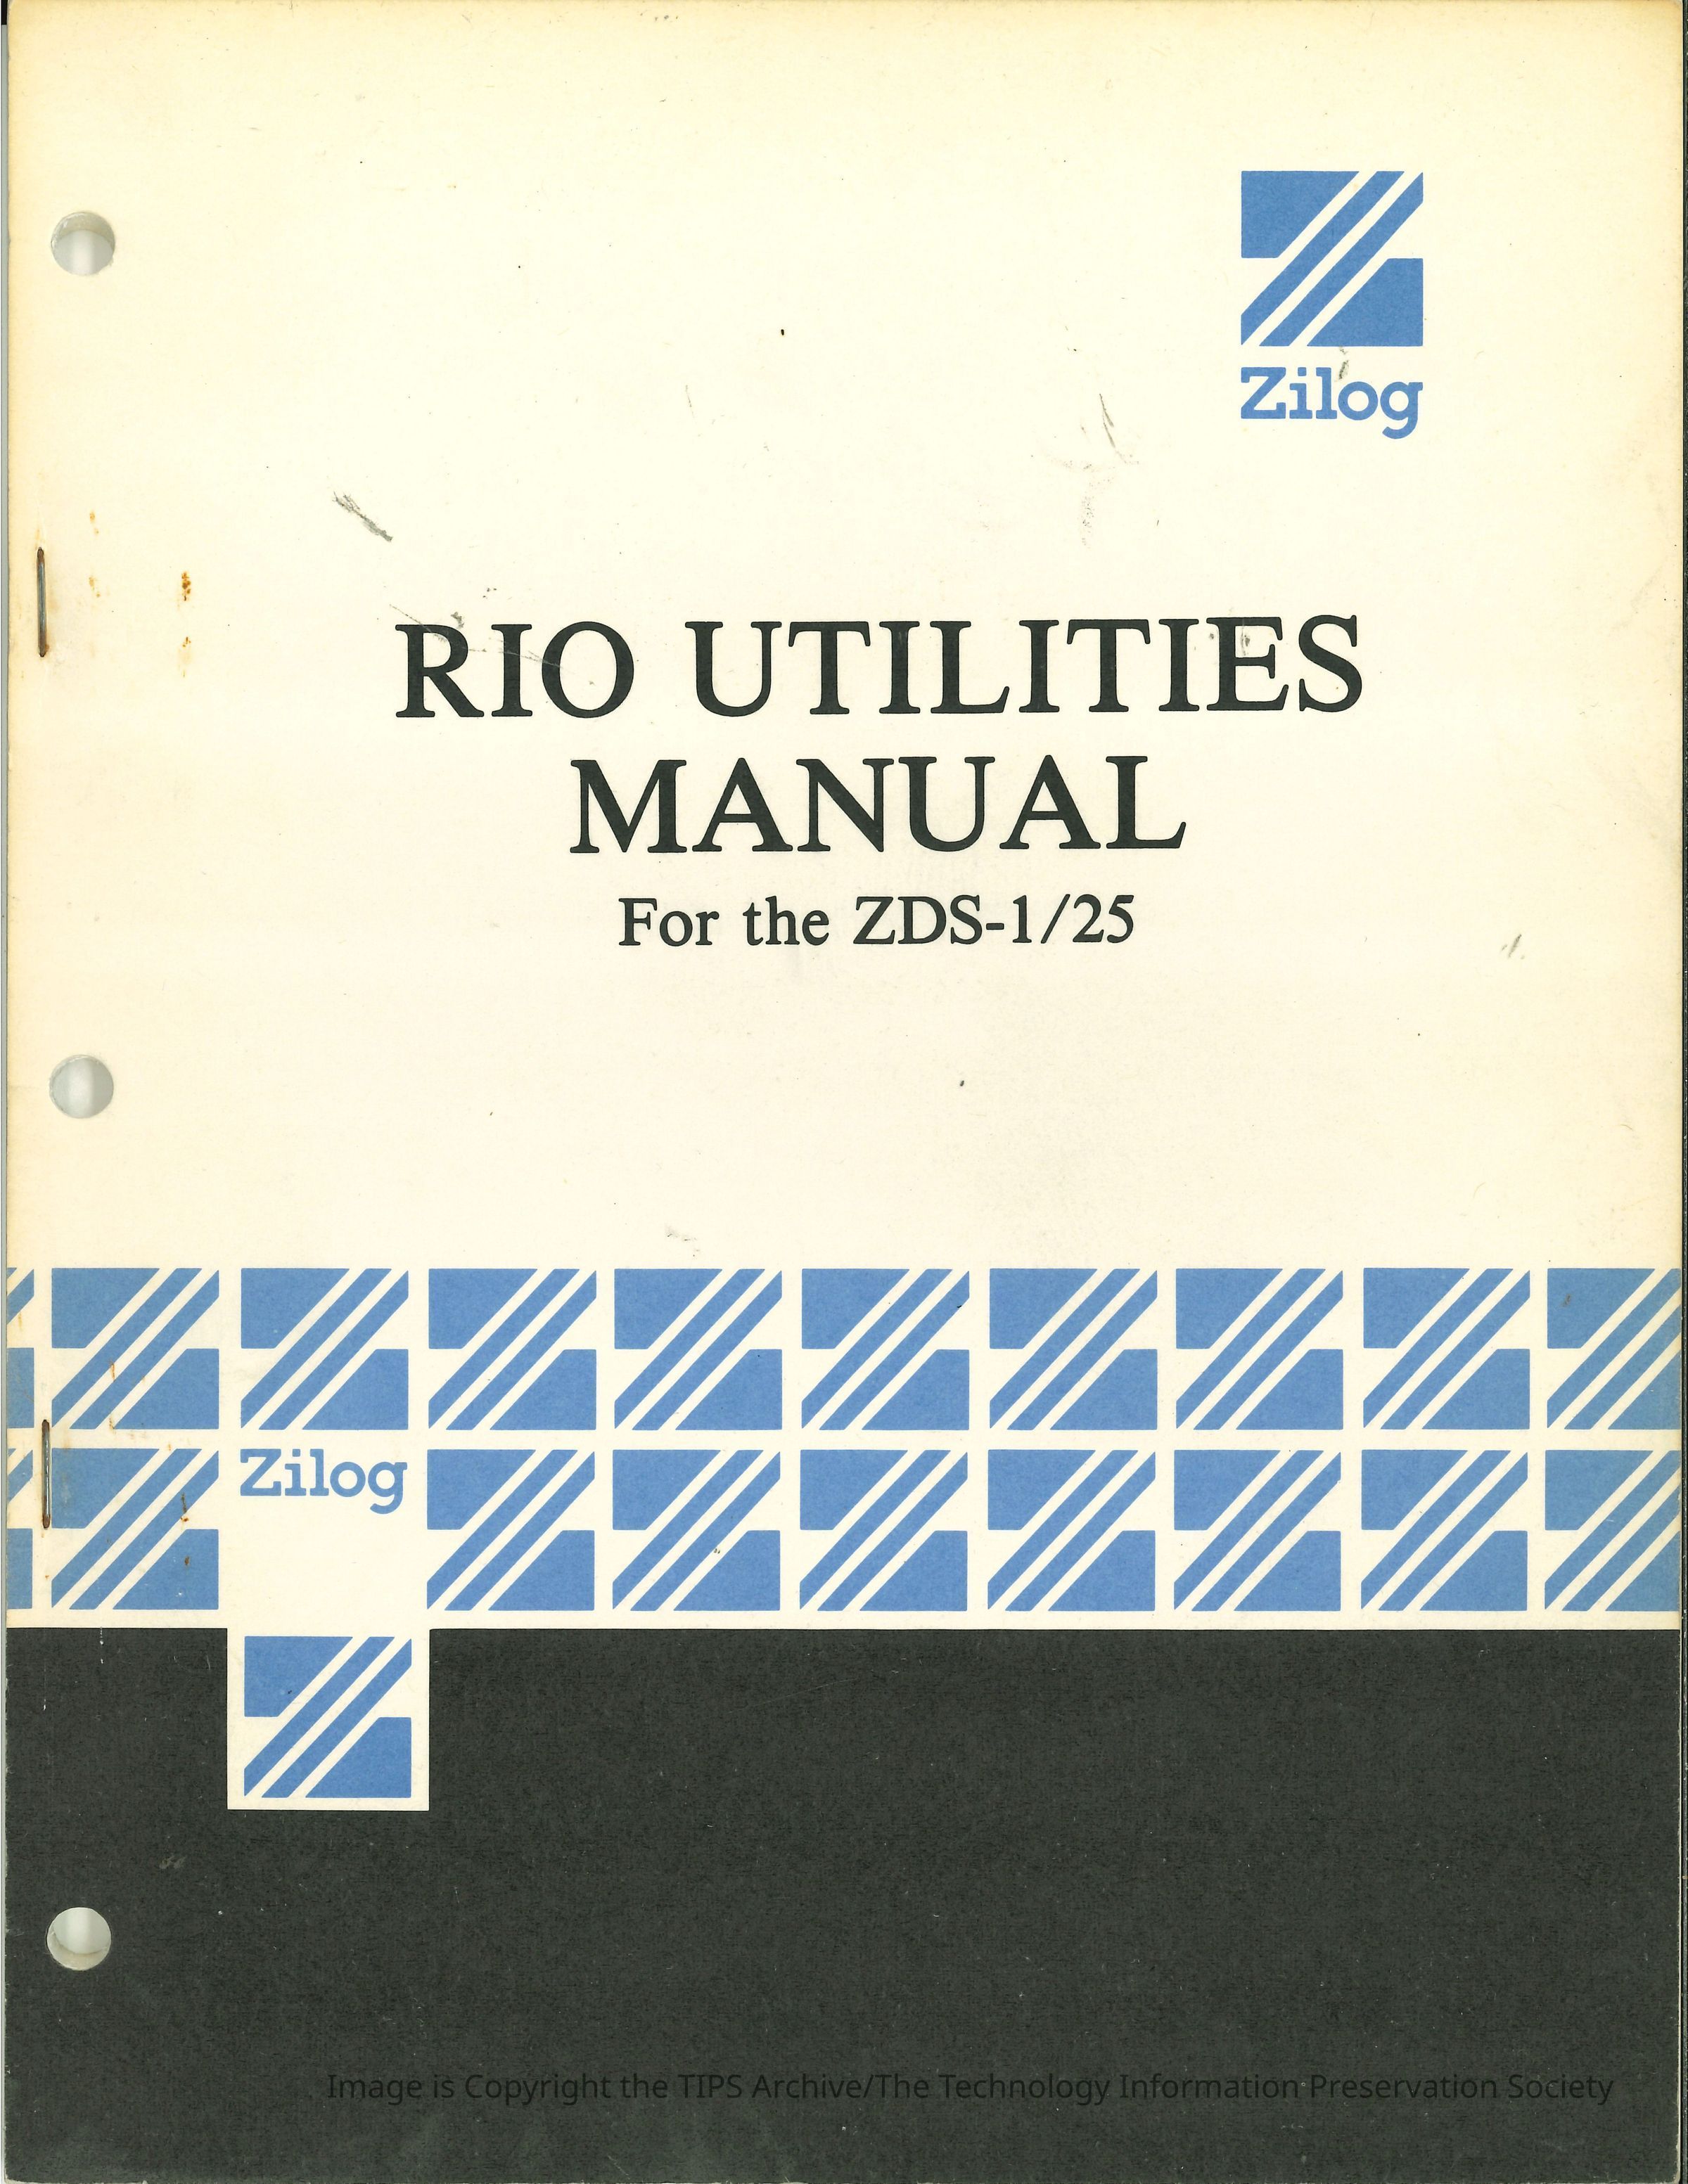 Zilog
RIO UTILITIES
MANUAL
For the ZDS-1/25
Zilog
Image is Copyright the TIPS Archive/The Technology Information Preservation Society